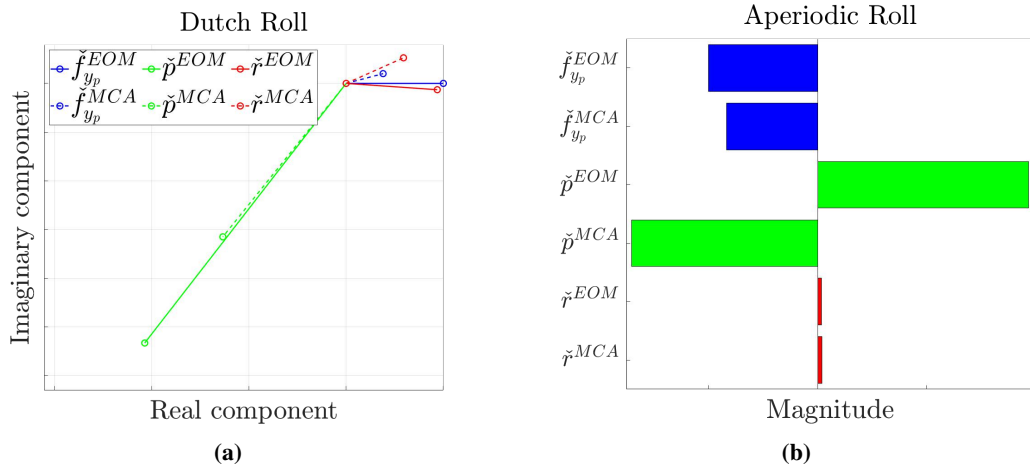 Dutch Roll
f̌_{y_p}^{EOM} p̌^{EOM} ř^{EOM}
f̌_{y_p}^{MCA} p̌^{MCA} ř^{MCA}
Imaginary component
Real component
(a)
Aperiodic Roll
f̌_{y_p}^{EOM}
f̌_{y_p}^{MCA}
p̌^{EOM}
p̌^{MCA}
ř^{EOM}
ř^{MCA}
Magnitude
(b)